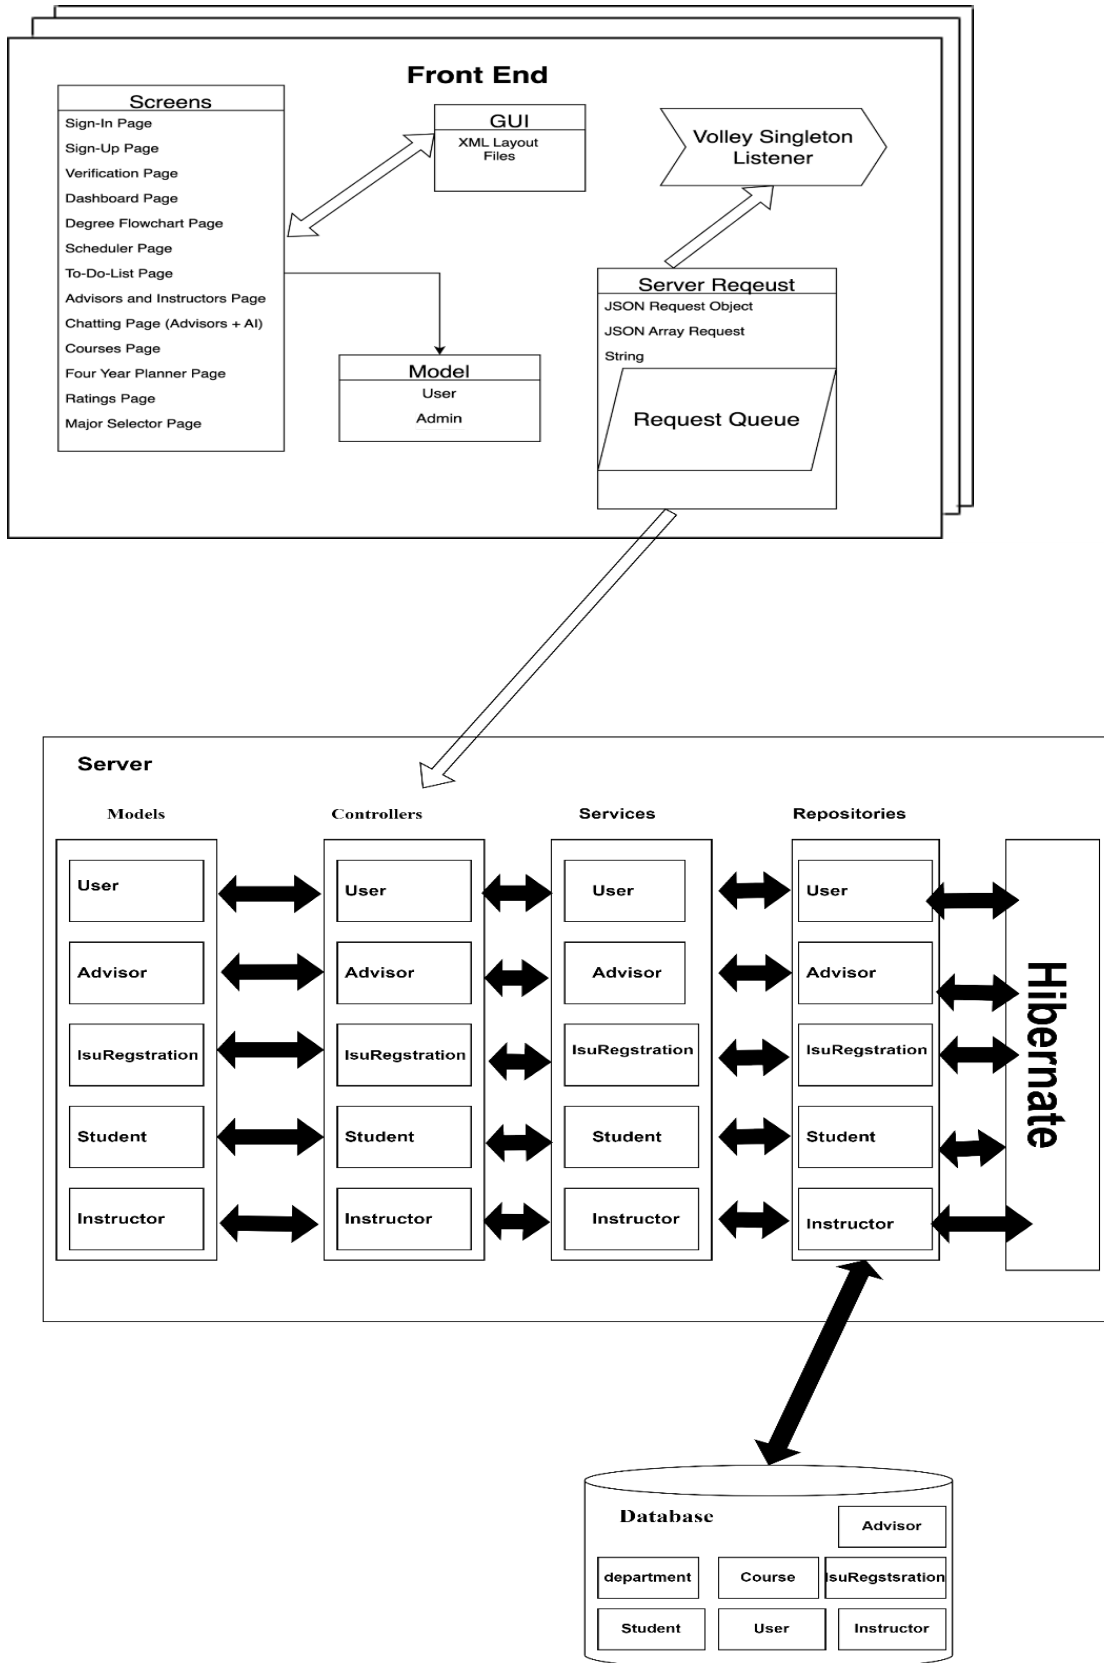 Front End
Screens
Sign-In Page
Sign-Up Page
Verification Page
Dashboard Page
Degree Flowchart Page
Scheduler Page
To-Do-List Page
Advisors and Instructors Page
Chatting Page (Advisors + AI)
Courses Page
Four Year Planner Page
Ratings Page
Major Selector Page
GUI
XML Layout
Files
Model
User
Admin
Volley Singleton
Listener
Server Reqeust
JSON Request Object
JSON Array Request
String
Request Queue
Server
Models
User
Advisor
IsuRegstration
Student
Instructor
Controllers
User
Advisor
IsuRegstration
Student
Instructor
Services
User
Advisor
IsuRegstration
Student
Instructor
Repositories
User
Advisor
IsuRegstration
Student
Instructor
Hibernate
Database
Advisor
department
Course
IsuRegstsration
Student
User
Instructor